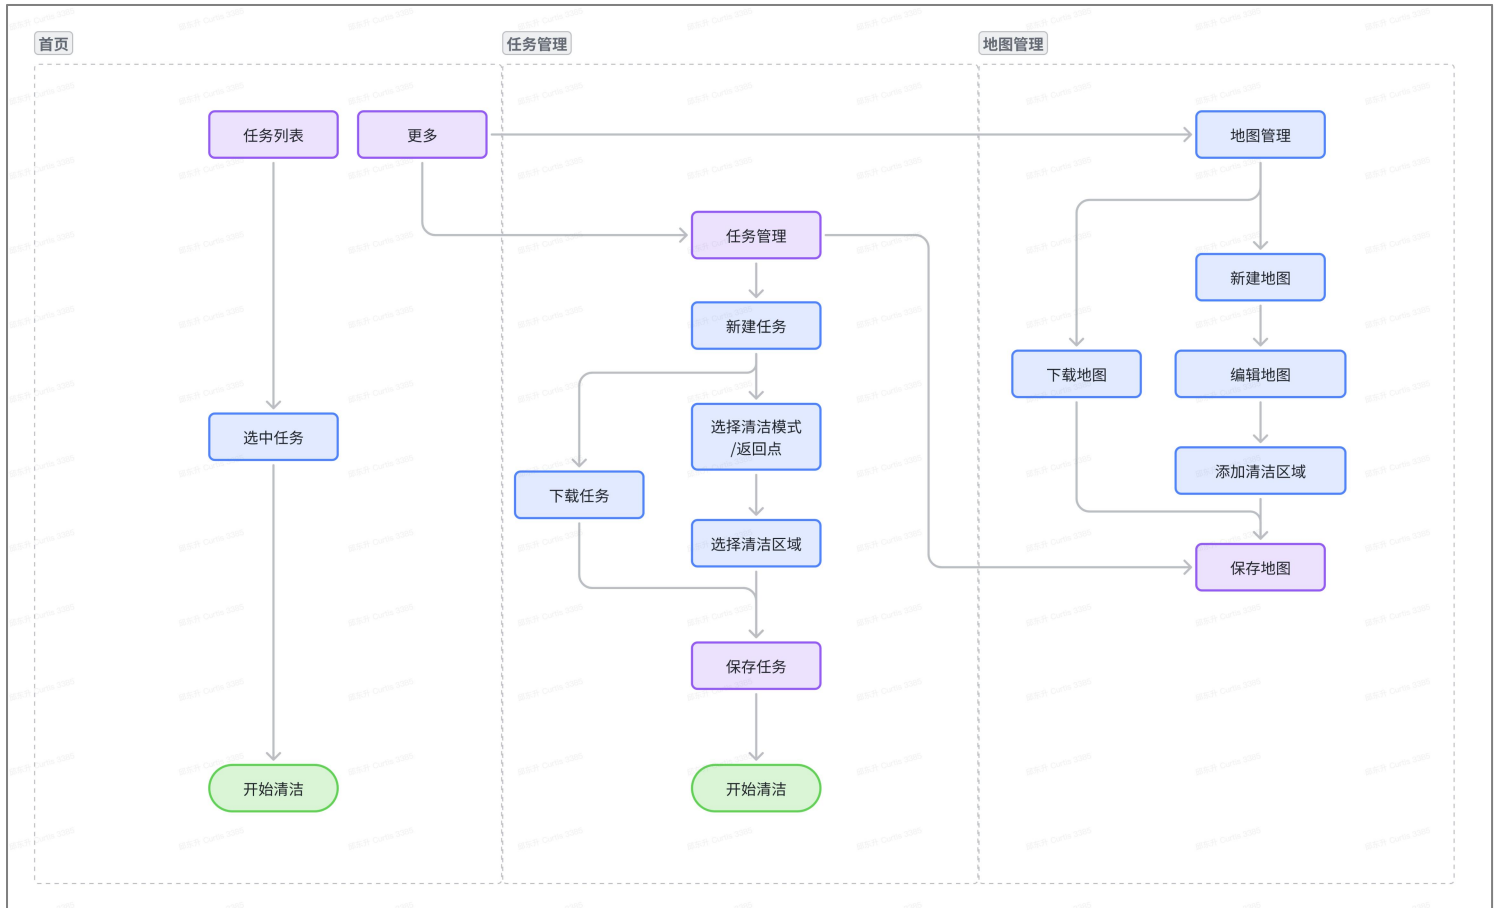 首页
任务管理
地图管理
任务列表
更多
地图管理
任务管理
新建地图
新建任务
下载地图
编辑地图
选择清洁模式
/返回点
选中任务
添加清洁区域
下载任务
选择清洁区域
保存地图
保存任务
开始清洁
开始清洁